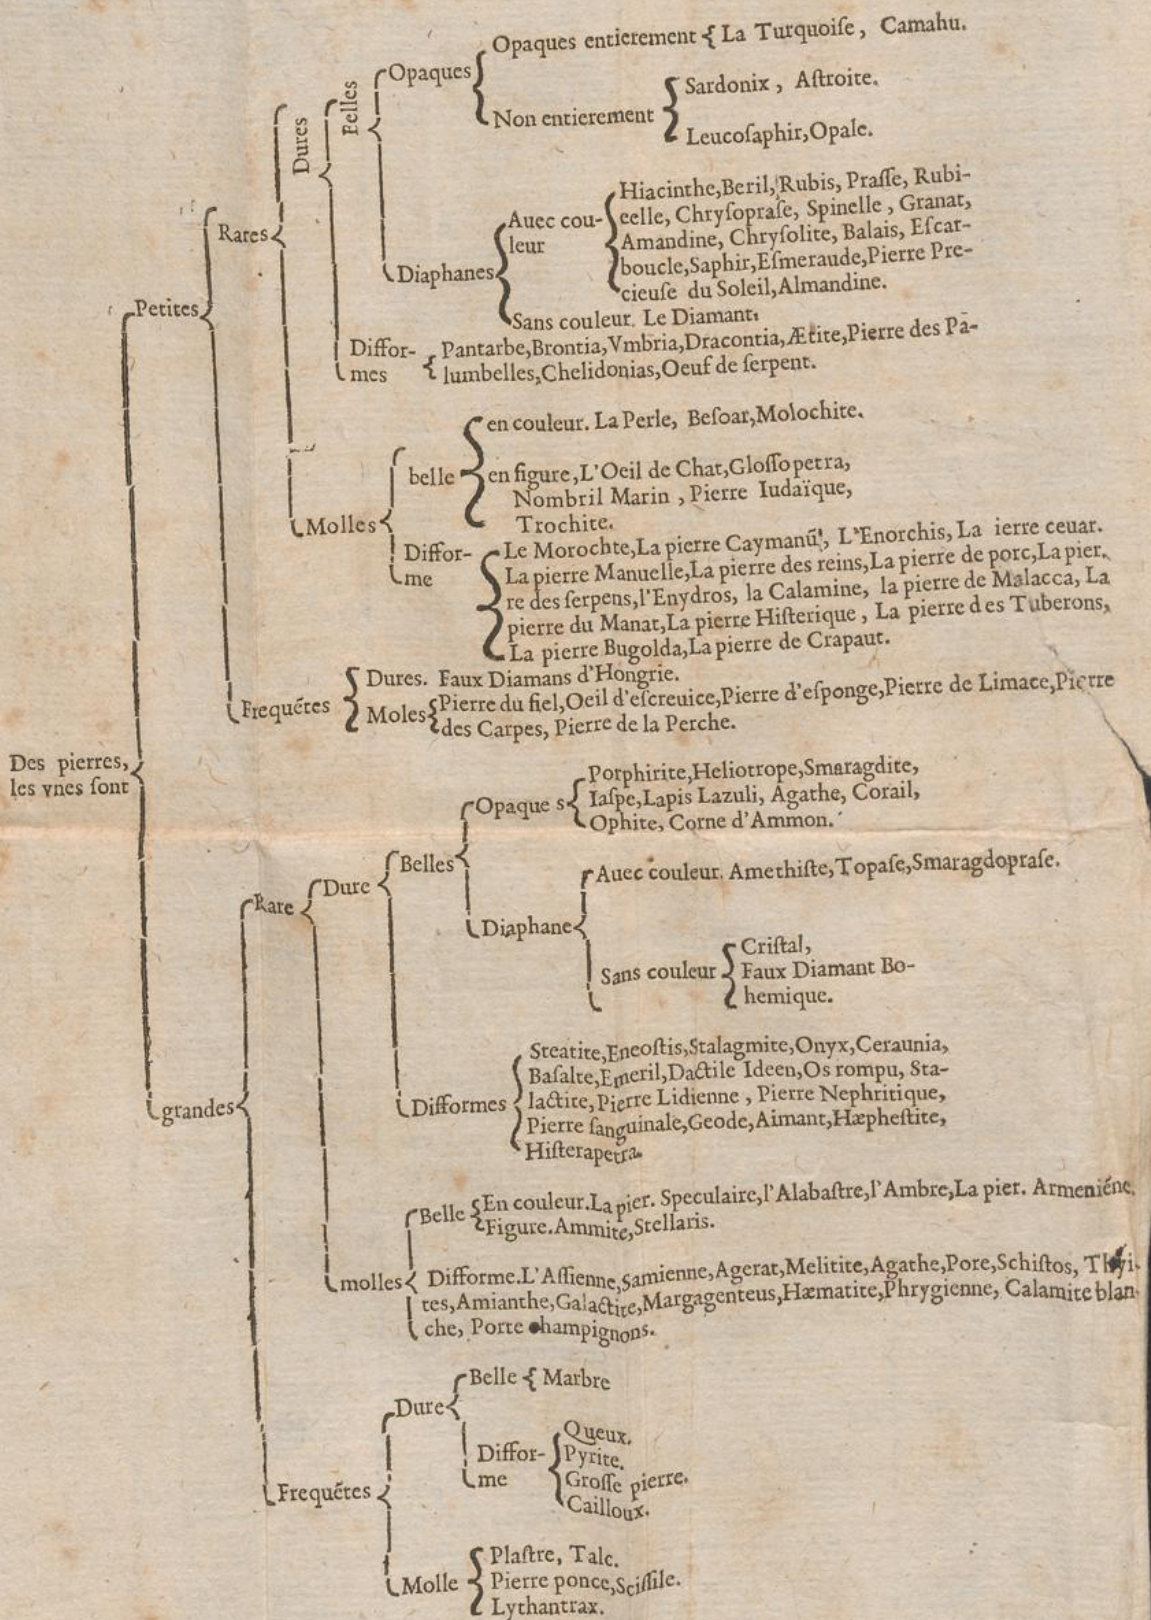 Opaques entierement { La Turquoiſe, Camahu.
Opaques
Sardonix, Aſtroite.
Non entierement
Leucoſaphir, Opale.
Belles
Dures
Hiacinthe, Beril, Rubis, Praſſe, Rubi-
Auec cou- celle, Chryſopraſe, Spinelle, Granat,
leur Amandine, Chryſolite, Balais, Eſcar-
Rares
boucle, Saphir, Eſmeraude, Pierre Pre-
Diaphanes
cieuſe du Soleil, Almandine.
Petites
Sans couleur. Le Diamant.
Diffor- { Pantarbe, Brontia, Vmbria, Dracontia, Ætite, Pierre des Pa-
mes lumbelles, Chelidonias, Oeuf de ſerpent.
en couleur. La Perle, Beſoar, Molochite.
belle
en figure, L'Oeil de Chat, Gloſſopetra,
Nombril Marin, Pierre Iudaïque,
Trochite.
Molles
Diffor- Le Morochte, La pierre Caymanũ, L'Enorchis, La ierre ceuar.
me La pierre Manuelle, La pierre des reins, La pierre de porc, La pier.
re des ſerpens, l'Enydros, la Calamine, la pierre de Malacca, La
pierre du Manat, La pierre Hiſterique, La pierre des Tuberons,
La pierre Bugolda, La pierre de Crapaut.
Dures. Faux Diamans d'Hongrie.
Frequẽtes
Moles { Pierre du fiel, Oeil d'eſcreuice, Pierre d'eſponge, Pierre de Limace, Pierre
des Carpes, Pierre de la Perche.
Des pierres,
les vnes ſont
Porphirite, Heliotrope, Smaragdite,
Opaque s { Iaſpe, Lapis Lazuli, Agathe, Corail,
Ophite, Corne d'Ammon.
Belles
Auec couleur. Amethiſte, Topaſe, Smaragdopraſe.
Dure
Rare
Diaphane
Criſtal,
Sans couleur { Faux Diamant Bo-
hemique.
Steatite, Eneoſtis, Stalagmite, Onyx, Ceraunia,
Baſalte, Emeril, Dactile Ideen, Os rompu, Sta-
Difformes { lactite, Pierre Lidienne, Pierre Nephritique,
Pierre ſanguinale, Geode, Aimant, Hæpheſtite,
Hiſterapetra.
grandes
Belle { En couleur. La pier. Speculaire, l'Alabaſtre, l'Ambre, La pier. Armeniẽne.
Figure. Ammite, Stellaris.
molles
Difforme. L'Aſſienne, Samienne, Agerat, Melitite, Agathe, Pore, Schiſtos, Thyi-
tes, Amianthe, Galactite, Margagenteus, Hæmatite, Phrygienne, Calamite blan-
che, Porte champignons.
Belle { Marbre
Dure
Queux.
Diffor- Pyrite.
me Groſſe pierre.
Cailloux.
Frequẽtes
Plaſtre, Talc.
Molle { Pierre ponce, Sciſſile.
Lythantrax.